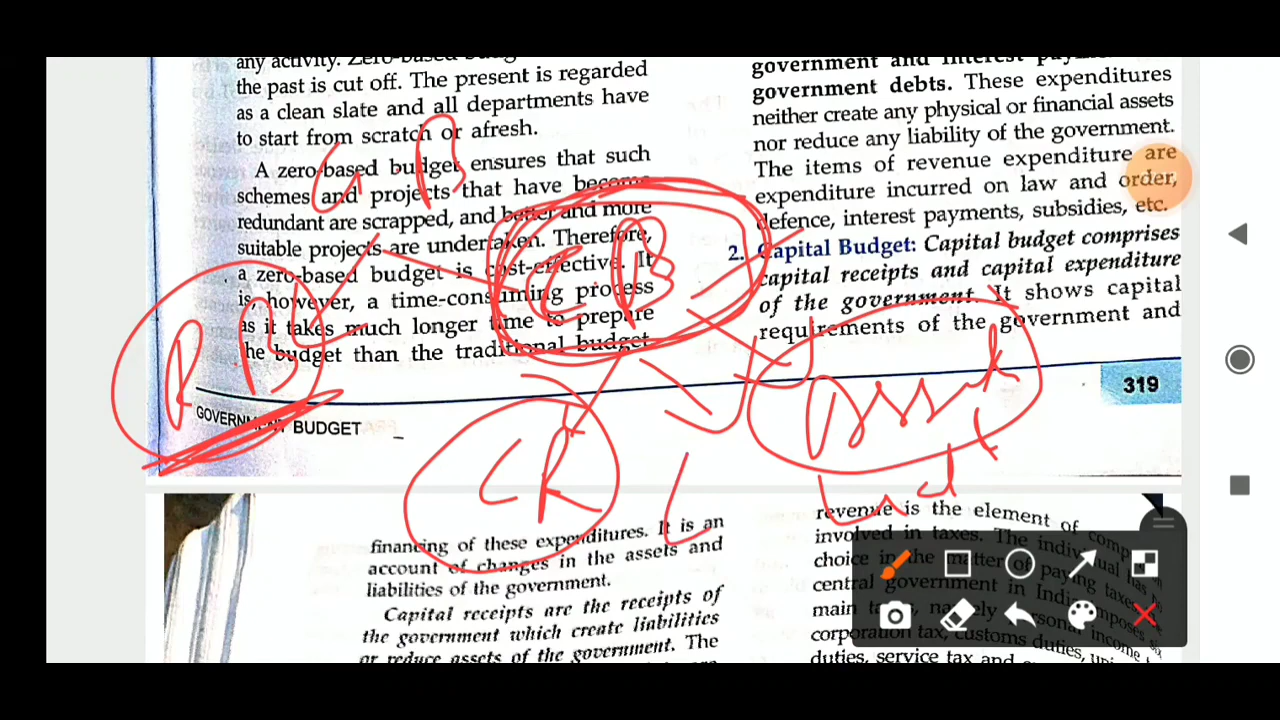 any activity. Zero-based
the past is cut off. The present is regarded
as a clean slate and all departments have
to start from scratch or afresh.
A zero-based budget ensures that such
schemes and projects that have become
redundant are scrapped, and better and more
suitable projects are undertaken. Therefore,
a zero-based budget is cost-effective. It
is, however, a time-consuming process
as it takes much longer time to prepare
the budget than the traditional budget
GOVERNMENT BUDGET
government and interest
government debts. These expenditures
neither create any physical or financial assets
nor reduce any liability of the government.
The items of revenue expenditure are
expenditure incurred on law and order,
defence, interest payments, subsidies, etc.
2. Capital Budget: Capital budget comprises
capital receipts and capital expenditure
of the government. It shows capital
requirements of the government and
319
G B
CB
RB
CR
financing of these expenditures. It is an
account of changes in the assets and
liabilities of the government.
Capital receipts are the receipts of
the government which create liabilities
or reduce assets of the government. The
revenue is the element of
involved in taxes. The
choice in the matter of paying
central government in India
main
corporation tax, customs duties,
duties, service tax and